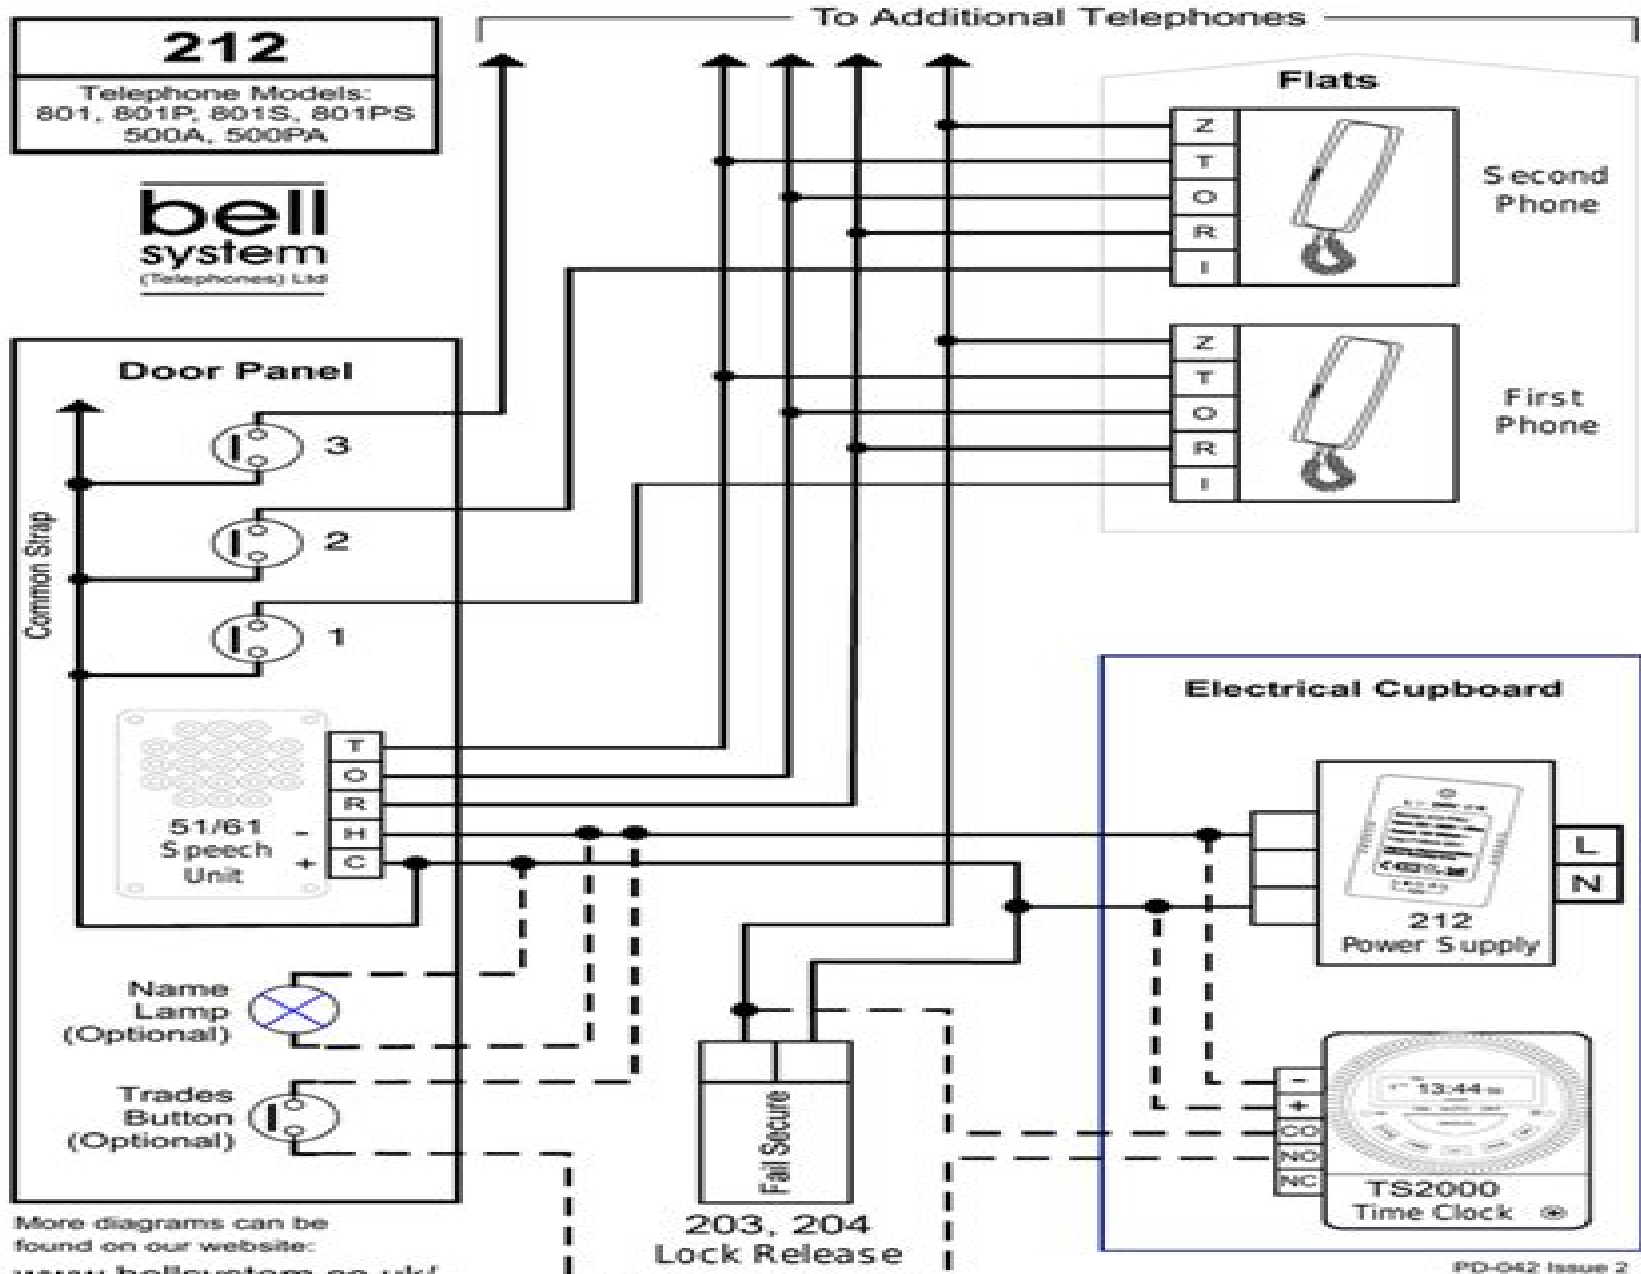 To Additional Telephones
212
Telephone Models:
801, 801P, 801S, 801PS
500A, 500PA
bell
system
(Telephones) Ltd
Flats
Z
T
O
R
I
Second
Phone
Z
T
O
R
I
First
Phone
Door Panel
3
2
1
Common Strap
T
O
R
H
C
51/61
Speech
Unit
-
+
Name
Lamp
(Optional)
Trades
Button
(Optional)
Fail Secure
203, 204
Lock Release
Electrical Cupboard
L
N
212
Power Supply
13:44
-
+
CO
NO
NC
TS2000
Time Clock
More diagrams can be
found on our website:
PD-042 Issue 2